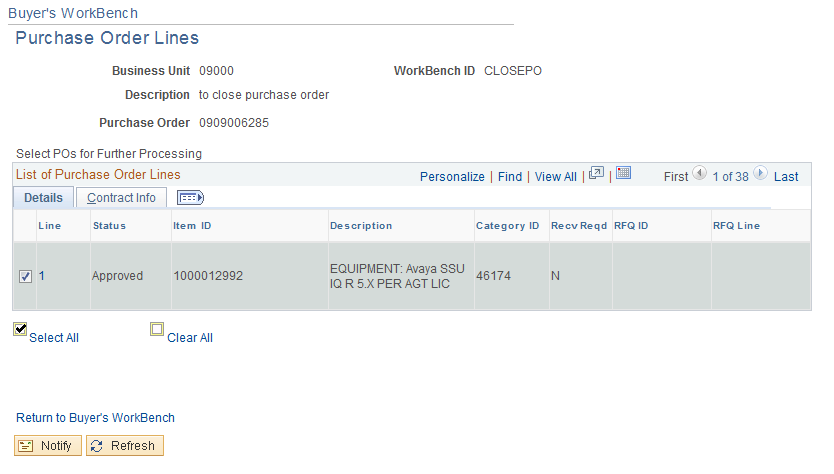 Buyer's WorkBench
Purchase Order Lines
Business Unit 09000 WorkBench ID CLOSEPO
Description to close purchase order
Purchase Order 0909006285
Select POs for Further Processing
List of Purchase Order Lines Personalize | Find | View All | | First 1 of 38 Last
Details Contract Info
Line Status Item ID Description Category ID Recv Reqd RFQ ID RFQ Line
1 Approved 1000012992 EQUIPMENT: Avaya SSU 46174 N
IQ R 5.X PER AGT LIC
Select All Clear All
Return to Buyer's WorkBench
Notify Refresh